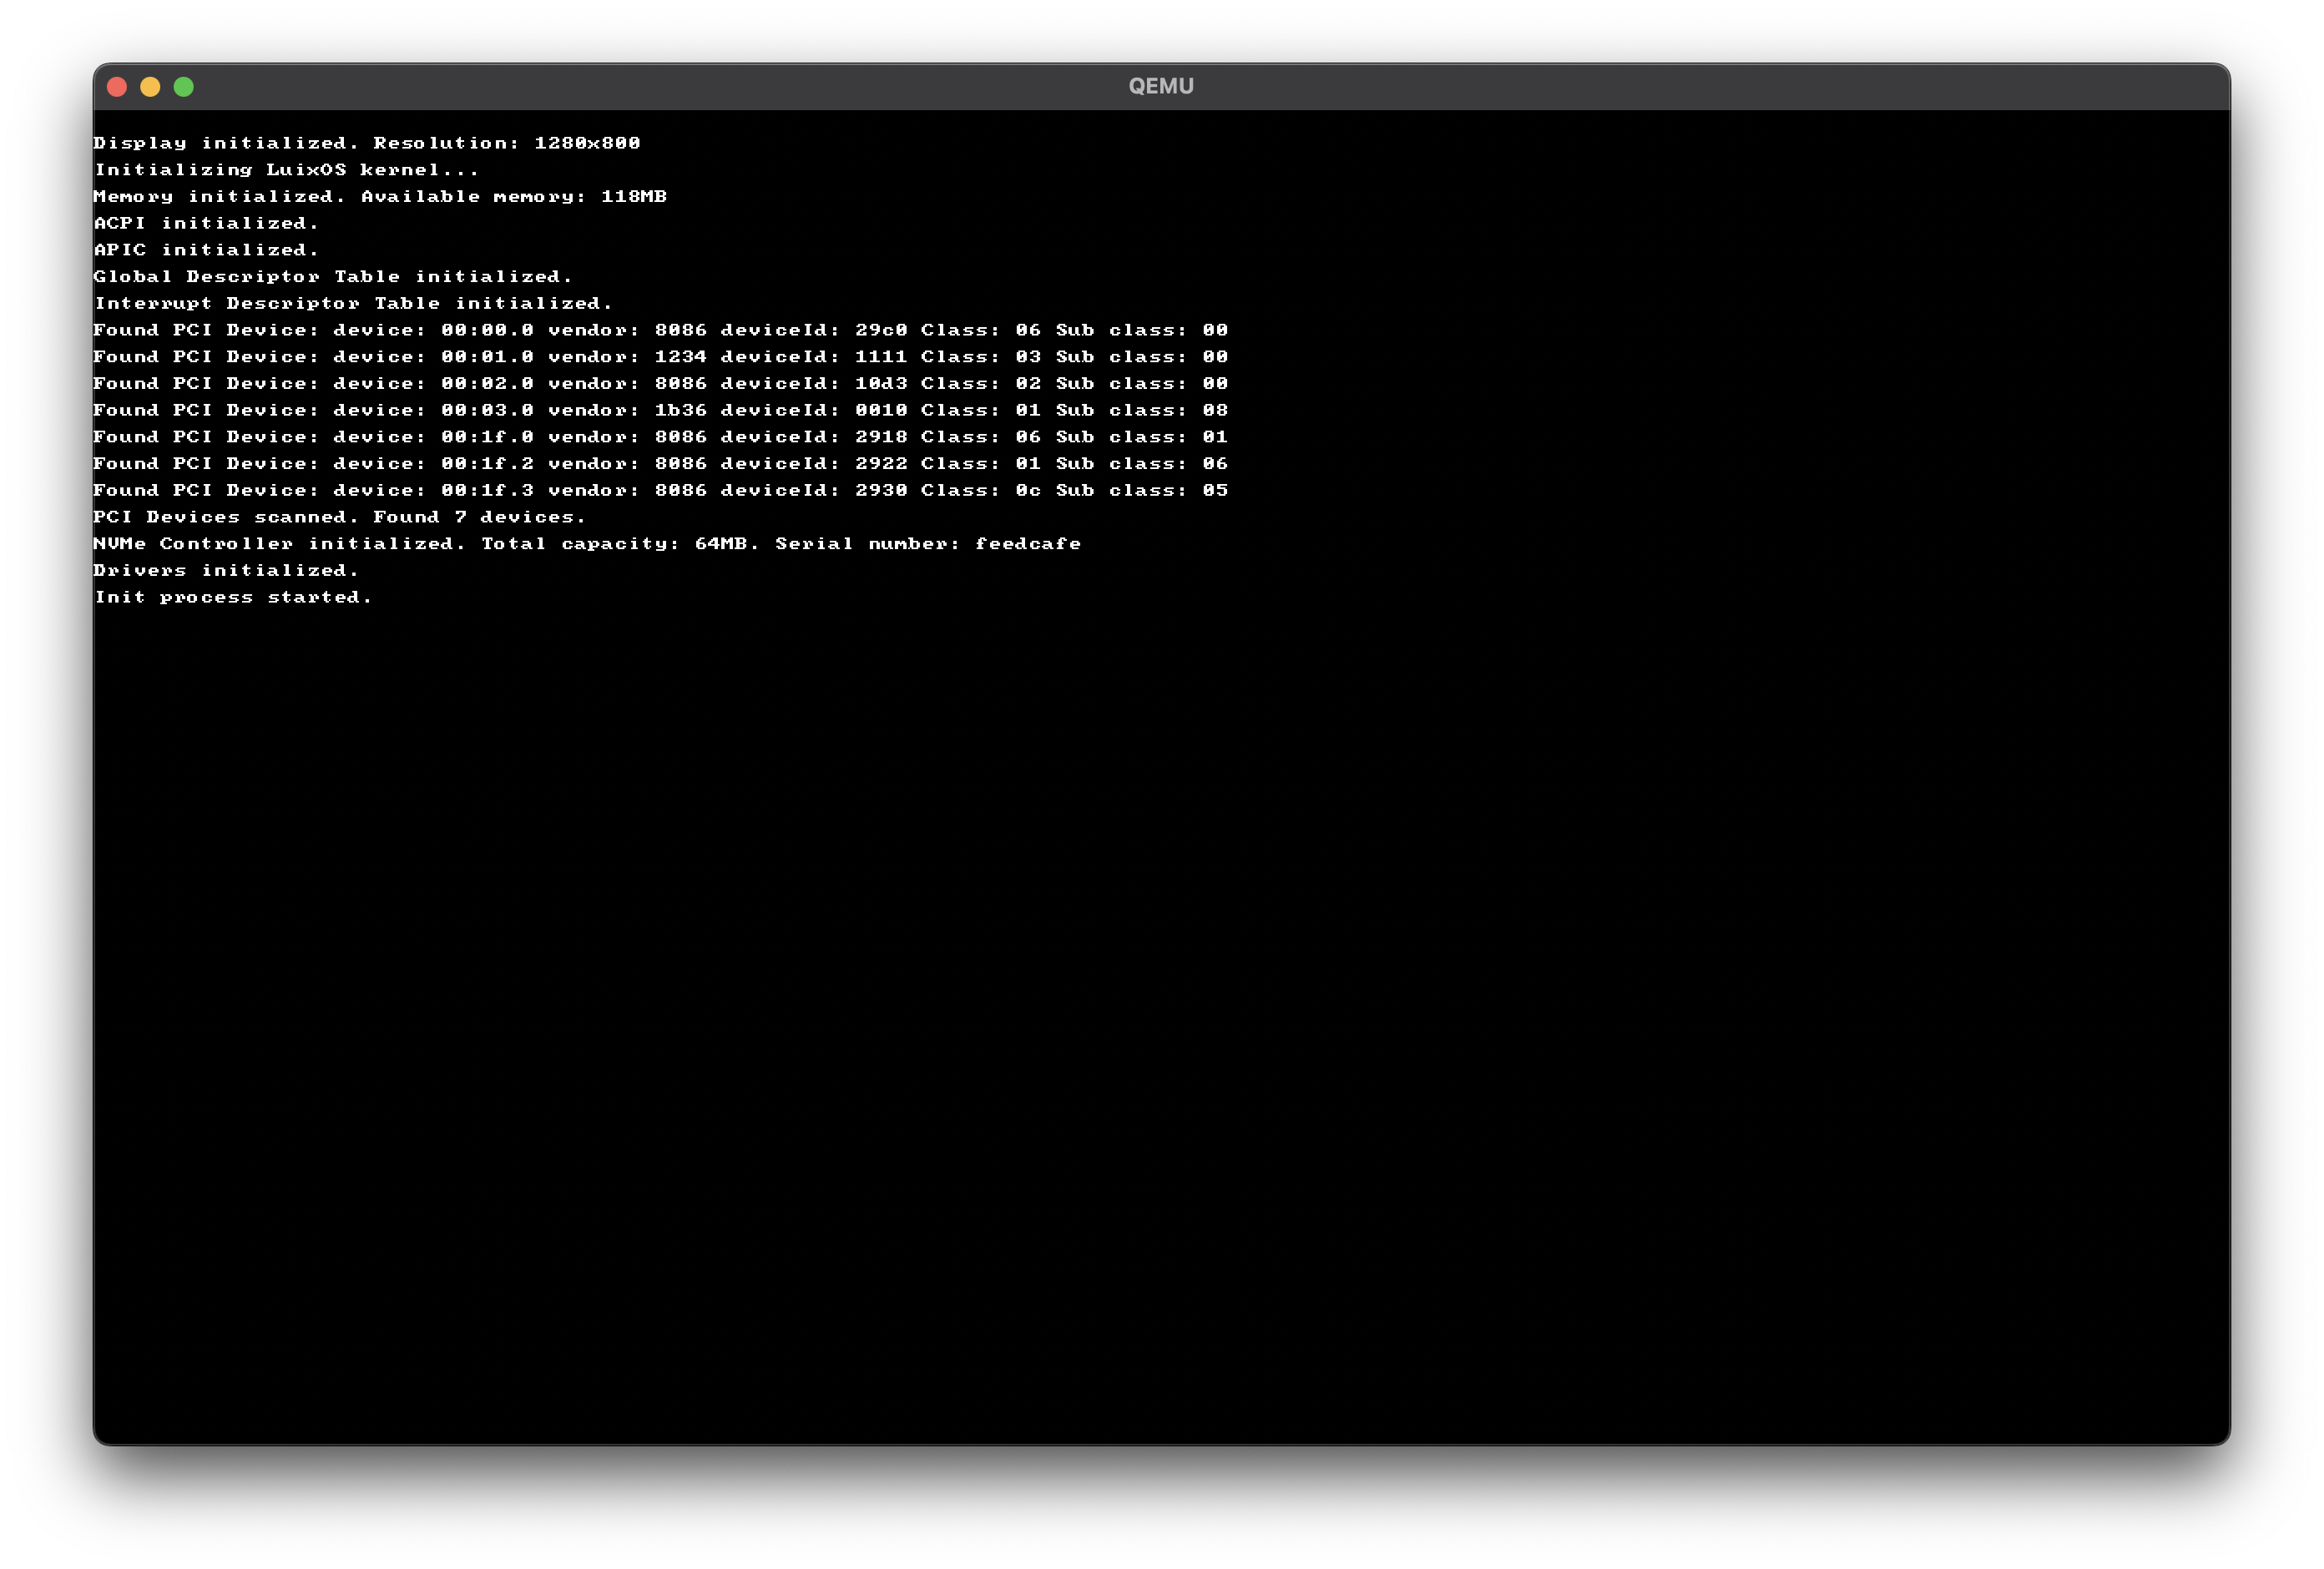 QEMU
Display initialized. Resolution: 1280x800
Initializing LuixOS kernel...
Memory initialized. Available memory: 118MB
ACPI initialized.
APIC initialized.
Global Descriptor Table initialized.
Interrupt Descriptor Table initialized.
Found PCI Device: device: 00:00.0 vendor: 8086 deviceId: 29c0 Class: 06 Sub class: 00
Found PCI Device: device: 00:01.0 vendor: 1234 deviceId: 1111 Class: 03 Sub class: 00
Found PCI Device: device: 00:02.0 vendor: 8086 deviceId: 10d3 Class: 02 Sub class: 00
Found PCI Device: device: 00:03.0 vendor: 1b36 deviceId: 0010 Class: 01 Sub class: 08
Found PCI Device: device: 00:1f.0 vendor: 8086 deviceId: 2918 Class: 06 Sub class: 01
Found PCI Device: device: 00:1f.2 vendor: 8086 deviceId: 2922 Class: 01 Sub class: 06
Found PCI Device: device: 00:1f.3 vendor: 8086 deviceId: 2930 Class: 0c Sub class: 05
PCI Devices scanned. Found 7 devices.
NVMe Controller initialized. Total capacity: 64MB. Serial number: feedcafe
Drivers initialized.
Init process started.